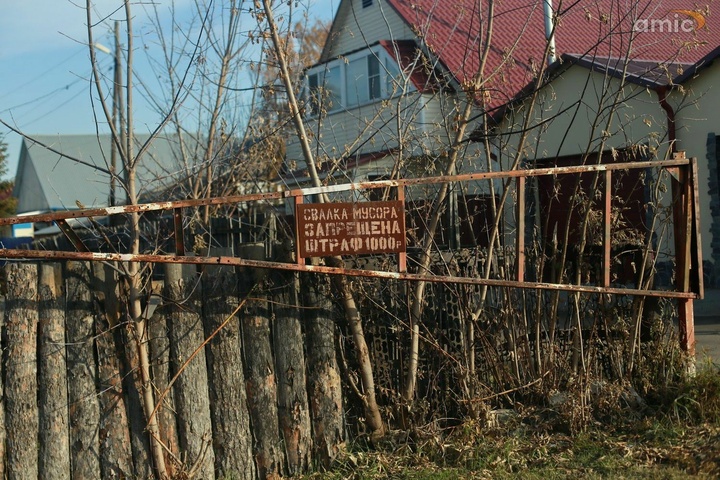 amic
СВАЛКА МУСОРА
ЗАПРЕЩЕНА
ШТРАФ 1000 Р